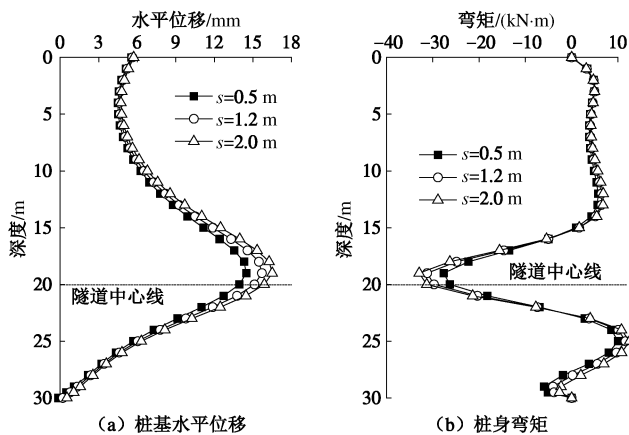 水平位移/mm
0 3 6 9 12 15 18
0
5
10
15
20
25
30
深度/m
s=0.5 m
s=1.2 m
s=2.0 m
隧道中心线
(a) 桩基水平位移
弯矩/(kN·m)
-40 -30 -20 -10 0 10
0
5
10
15
20
25
30
深度/m
s=0.5 m
s=1.2 m
s=2.0 m
隧道中心线
(b) 桩身弯矩